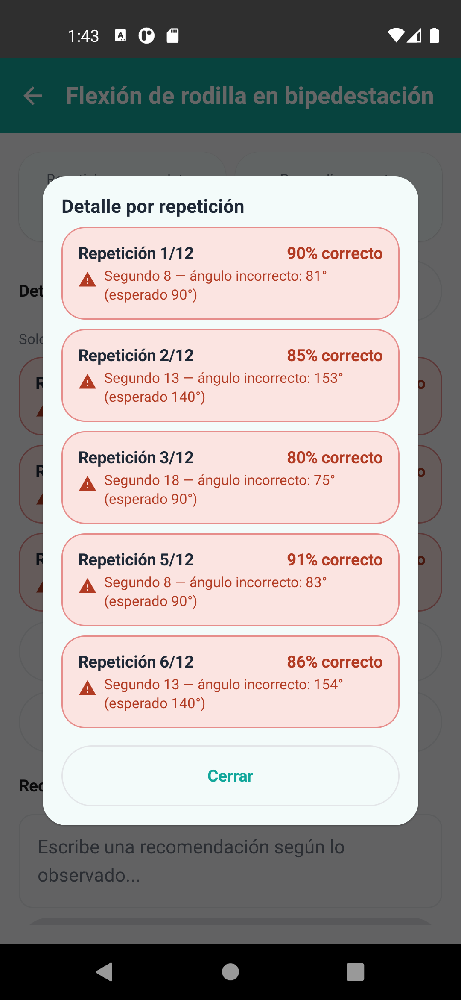 1:43
Flexión de rodilla en bipedestación
Detalle por repetición
Repetición 1/12
90% correcto
Segundo 8 — ángulo incorrecto: 81°
(esperado 90°)
Repetición 2/12
85% correcto
Segundo 13 — ángulo incorrecto: 153°
(esperado 140°)
Repetición 3/12
80% correcto
Segundo 18 — ángulo incorrecto: 75°
(esperado 90°)
Repetición 5/12
91% correcto
Segundo 8 — ángulo incorrecto: 83°
(esperado 90°)
Repetición 6/12
86% correcto
Segundo 13 — ángulo incorrecto: 154°
(esperado 140°)
Cerrar
Escribe una recomendación según lo
observado...